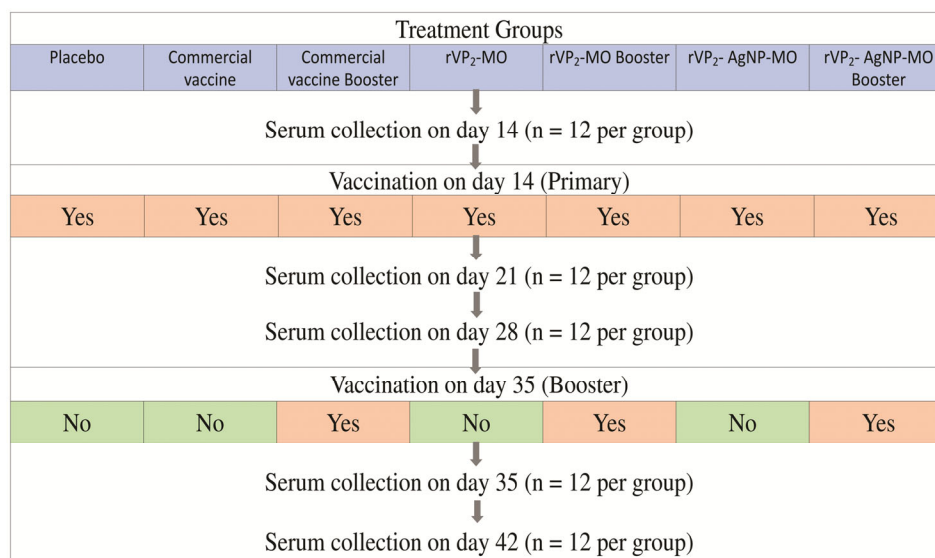 Treatment Groups
Placebo
Commercial
vaccine
Commercial
vaccine Booster
rVP₂-MO
rVP₂-MO Booster
rVP₂- AgNP-MO
rVP₂- AgNP-MO
Booster
Serum collection on day 14 (n = 12 per group)
Vaccination on day 14 (Primary)
Yes Yes Yes Yes Yes Yes Yes
Serum collection on day 21 (n = 12 per group)
Serum collection on day 28 (n = 12 per group)
Vaccination on day 35 (Booster)
No No Yes No Yes No Yes
Serum collection on day 35 (n = 12 per group)
Serum collection on day 42 (n = 12 per group)